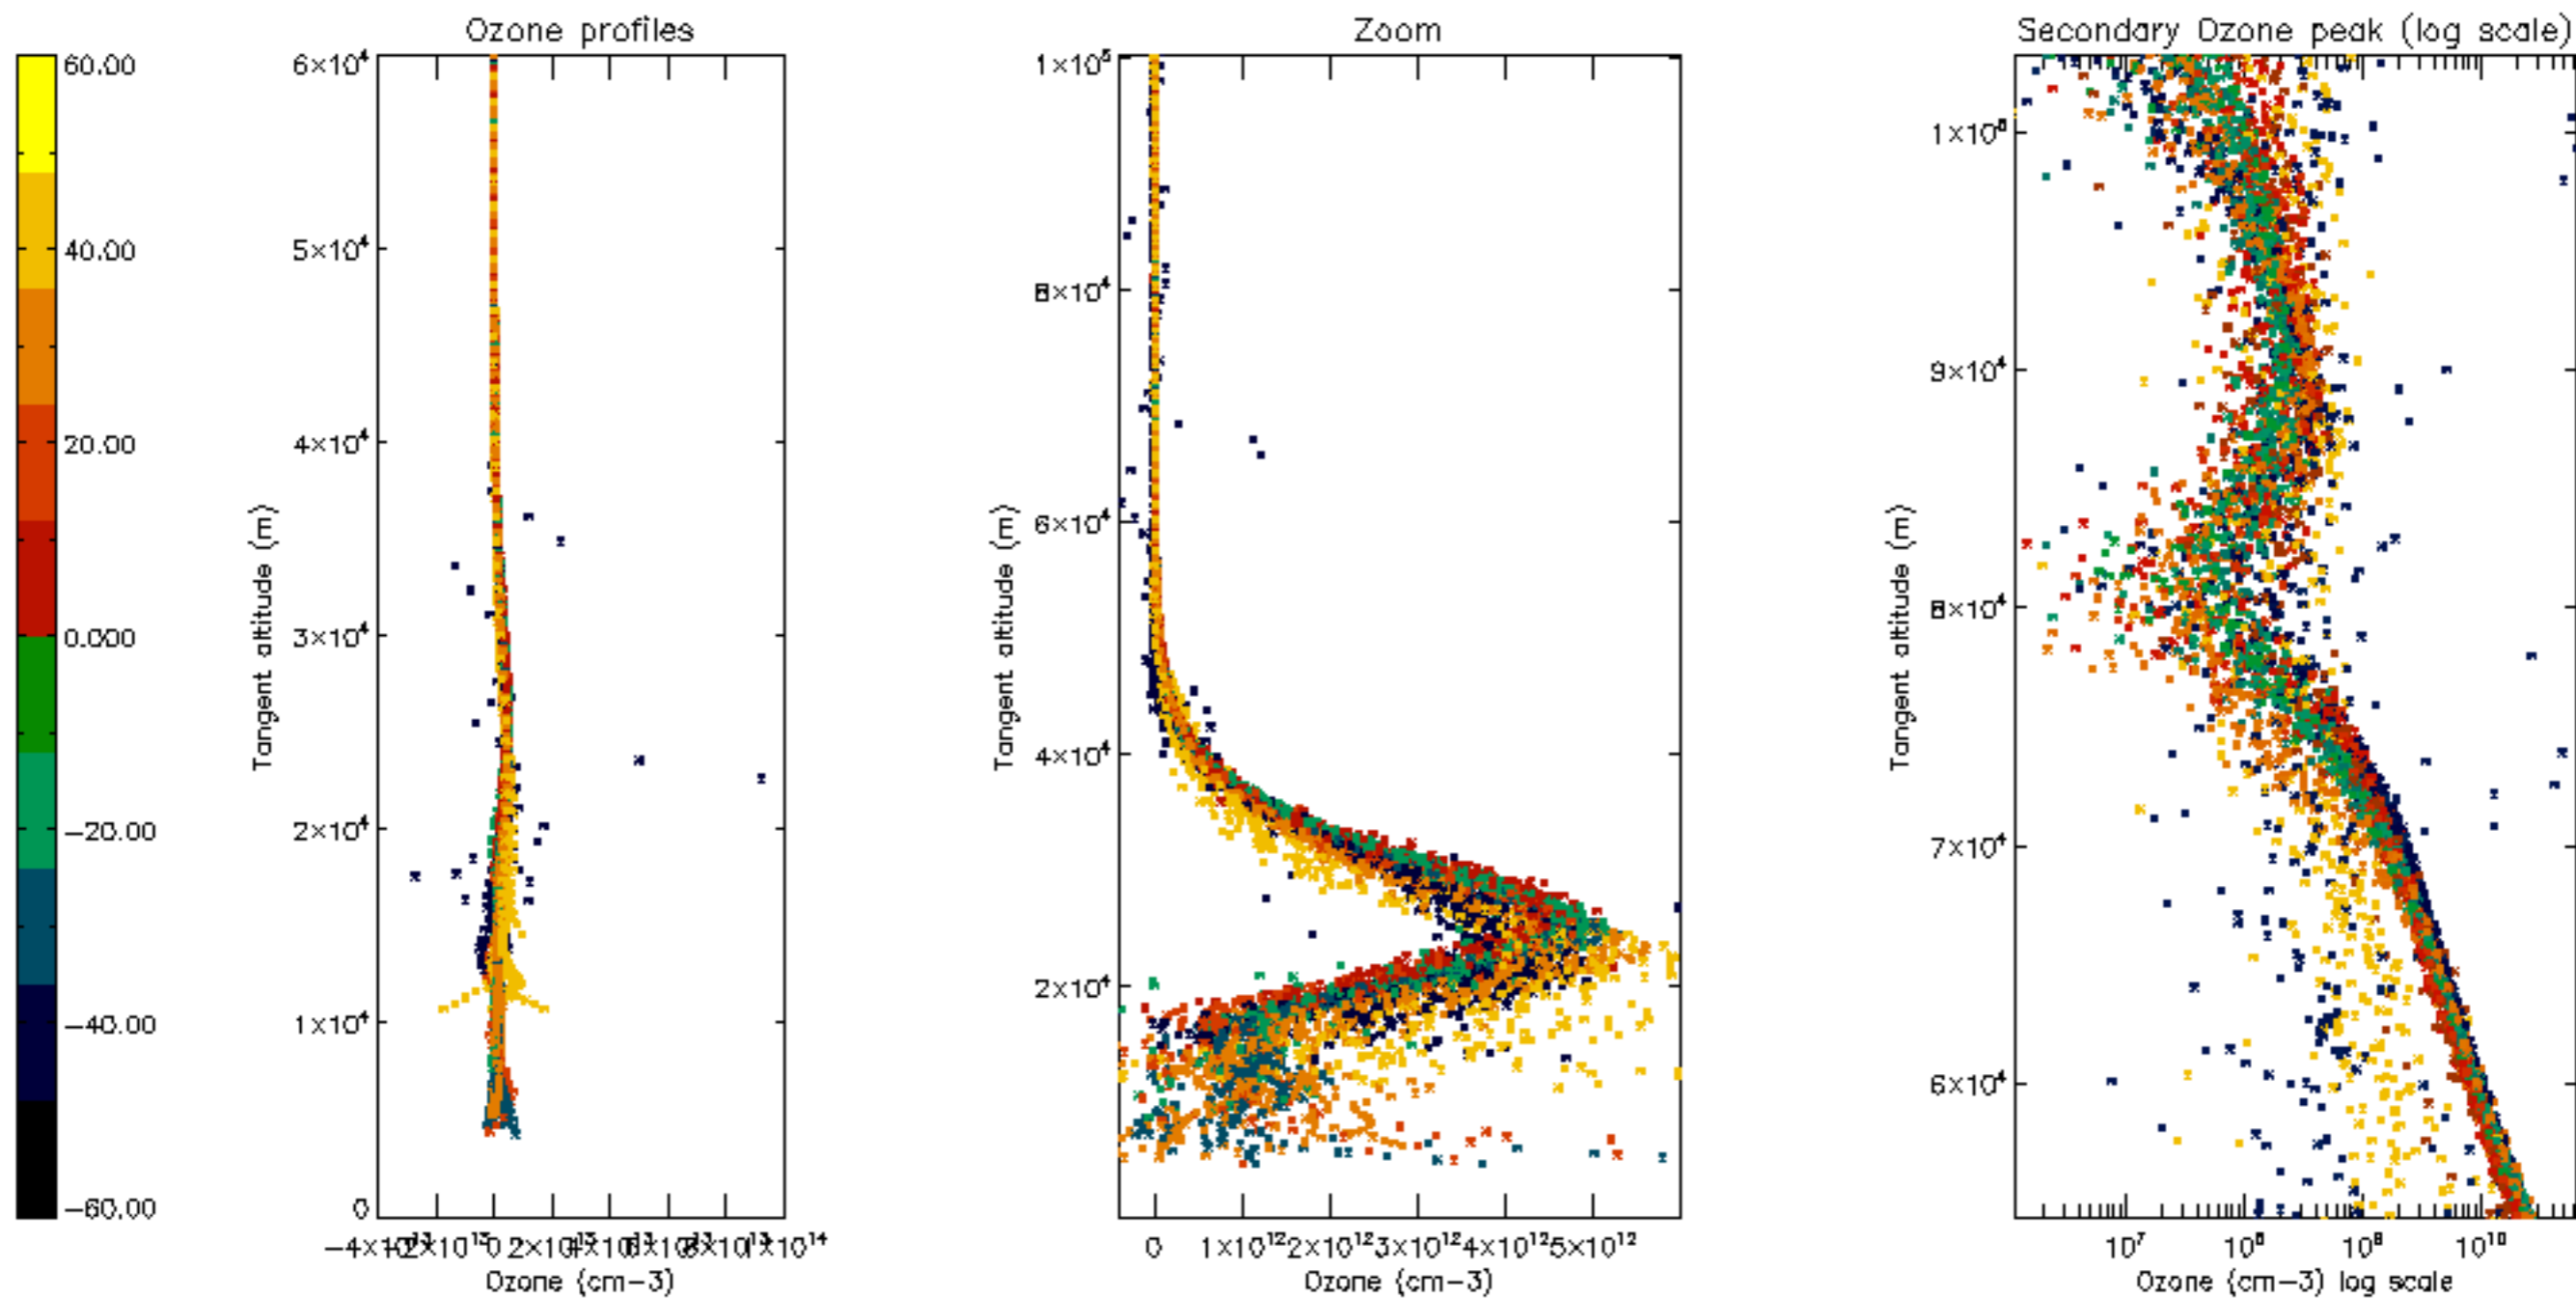 Ozone profiles
Zoom
Secondary Ozone peak (log scale)
60.00
40.00
20.00
0.000
−20.00
−40.00
−60.00
Tangent altitude (m)
6×10⁴
5×10⁴
4×10⁴
3×10⁴
2×10⁴
1×10⁴
0
0
1×10¹⁴
Ozone (cm−3)
Tangent altitude (m)
1×10⁵
8×10⁴
6×10⁴
4×10⁴
2×10⁴
0 1×10¹² 2×10¹² 3×10¹² 4×10¹² 5×10¹²
Ozone (cm−3)
Tangent altitude (m)
9×10⁴
8×10⁴
7×10⁴
6×10⁴
10⁷ 10⁸ 10⁹ 10¹⁰
Ozone (cm−3) log scale